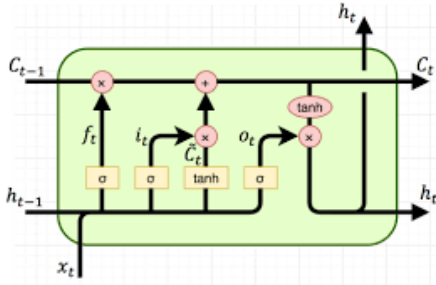 h_t
C_{t-1} × + C_t
tanh
f_t i_t × o_t ×
C̃_t
σ σ tanh σ
h_{t-1} h_t
x_t